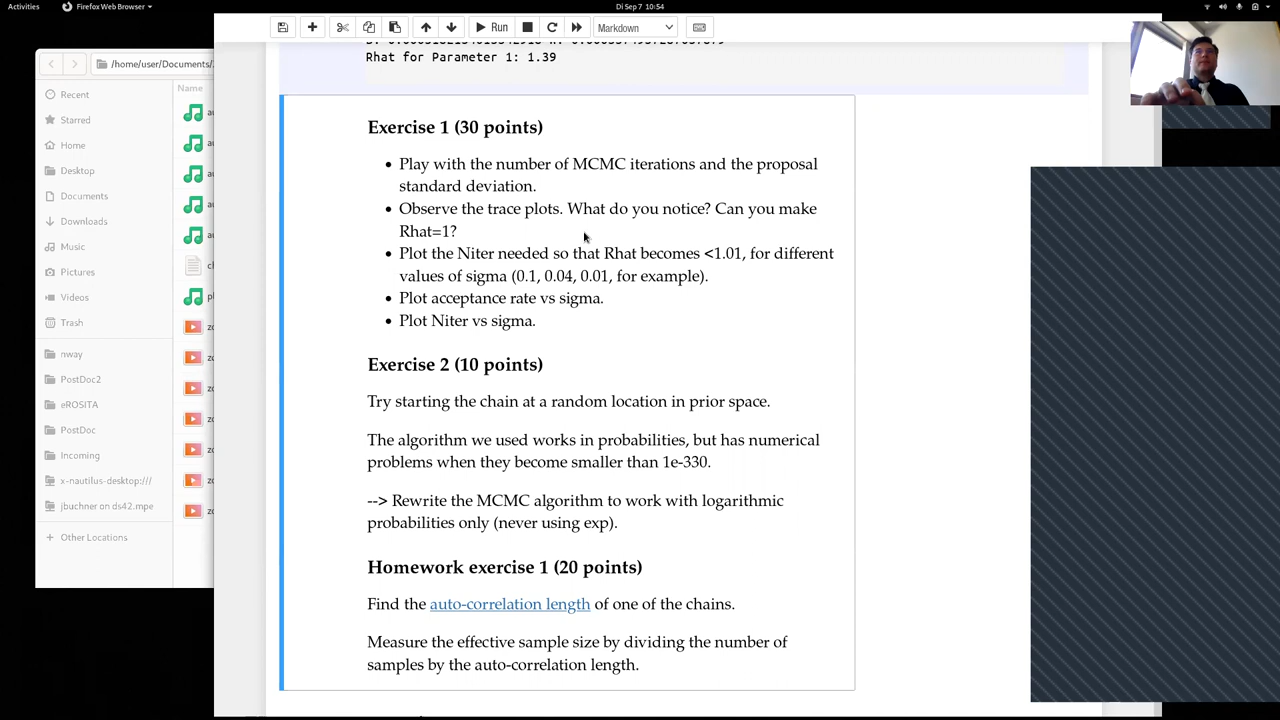 Activities
Firefox Web Browser
Di Sep 7 10:54
/home/user/Documents/
Name
Recent
Starred
Home
Desktop
Documents
Downloads
Music
Pictures
Videos
Trash
nway
PostDoc2
eROSITA
PostDoc
Incoming
x-nautilus-desktop:///
jbuchner on ds42.mpe
Other Locations
Run
Markdown
Rhat for Parameter 1: 1.39
Exercise 1 (30 points)
• Play with the number of MCMC iterations and the proposal
standard deviation.
• Observe the trace plots. What do you notice? Can you make
Rhat=1?
• Plot the Niter needed so that Rhat becomes <1.01, for different
values of sigma (0.1, 0.04, 0.01, for example).
• Plot acceptance rate vs sigma.
• Plot Niter vs sigma.
Exercise 2 (10 points)
Try starting the chain at a random location in prior space.
The algorithm we used works in probabilities, but has numerical
problems when they become smaller than 1e-330.
--> Rewrite the MCMC algorithm to work with logarithmic
probabilities only (never using exp).
Homework exercise 1 (20 points)
Find the auto-correlation length of one of the chains.
Measure the effective sample size by dividing the number of
samples by the auto-correlation length.